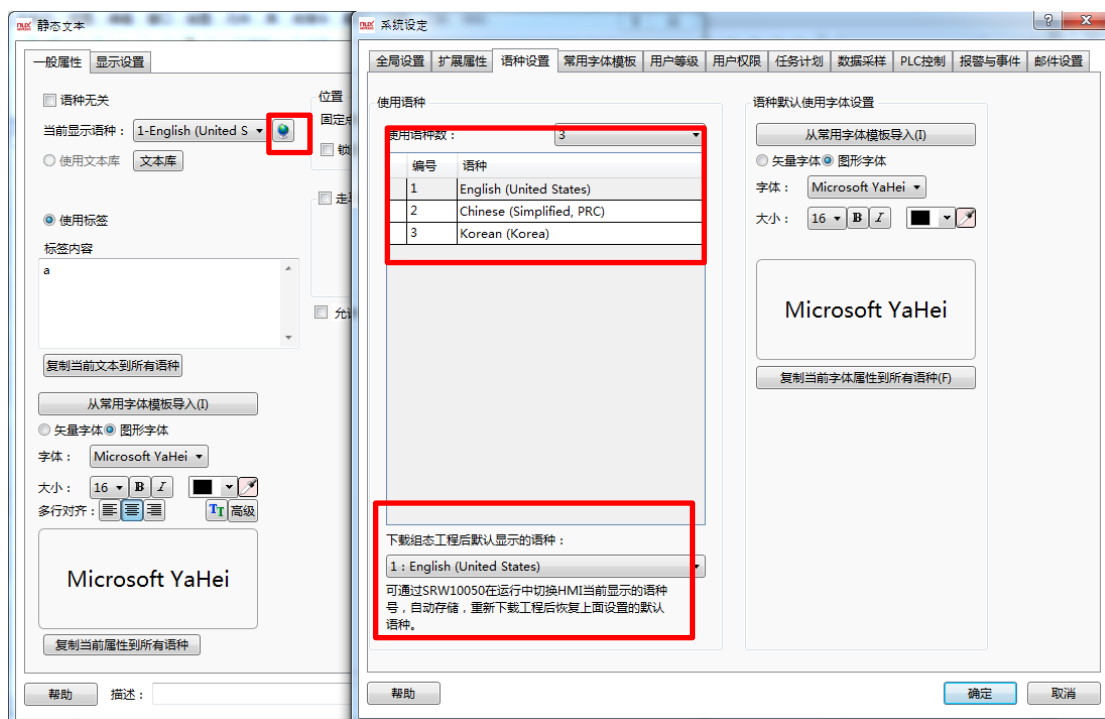 静态文本
一般属性 显示设置
语种无关
位置
当前显示语种： 1-English (United S
固定
使用文本库 文本库
使用标签
标签内容
a
复制当前文本到所有语种
从常用字体模板导入(I)
矢量字体 图形字体
字体： Microsoft YaHei
大小： 16 B I
多行对齐： TT 高级
Microsoft YaHei
复制当前属性到所有语种
帮助 描述：
系统设定
全局设置 扩展属性 语种设置 常用字体模板 用户等级 用户权限 任务计划 数据采样 PLC控制 报警与事件 邮件设置
使用语种
使用语种数： 3
编号 语种
1 English (United States)
2 Chinese (Simplified, PRC)
3 Korean (Korea)
下载组态工程后默认显示的语种：
1 : English (United States)
可通过SRW10050在运行中切换HMI当前显示的语种
号，自动存储，重新下载工程后恢复上面设置的默认
语种。
语种默认使用字体设置
从常用字体模板导入(I)
矢量字体 图形字体
字体： Microsoft YaHei
大小： 16 B I
Microsoft YaHei
复制当前字体属性到所有语种(F)
帮助 确定 取消